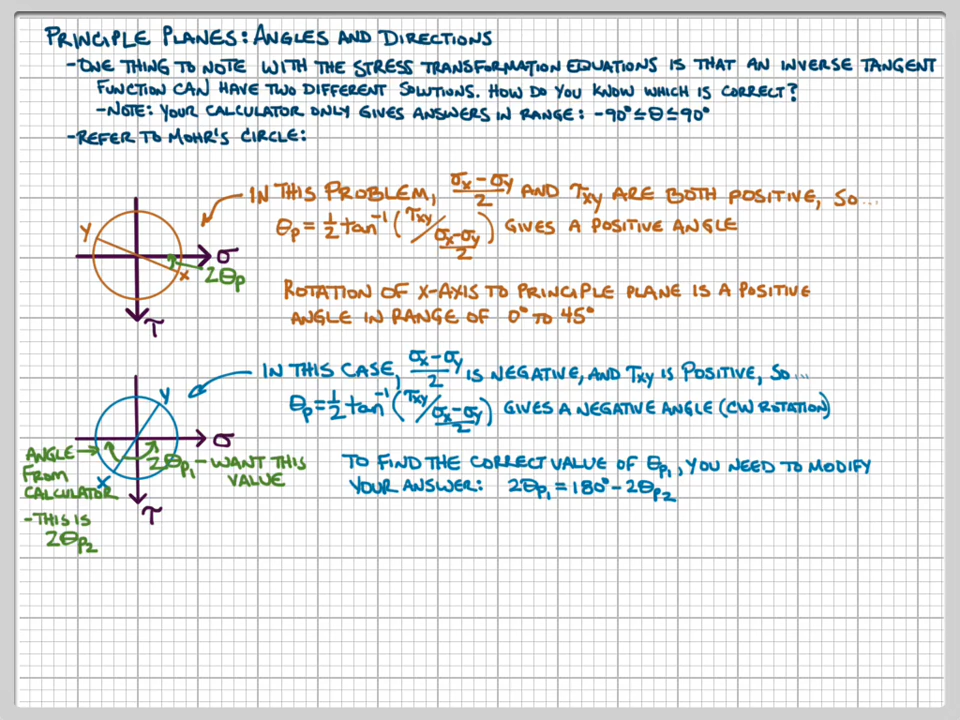 PRINCIPLE PLANES: ANGLES AND DIRECTIONS
- ONE THING TO NOTE WITH THE STRESS TRANSFORMATION EQUATIONS IS THAT AN INVERSE TANGENT
FUNCTION CAN HAVE TWO DIFFERENT SOLUTIONS. HOW DO YOU KNOW WHICH IS CORRECT?
- NOTE: YOUR CALCULATOR ONLY GIVES ANSWERS IN RANGE: -90° ≤ θ ≤ 90°
- REFER TO MOHR'S CIRCLE:
IN THIS PROBLEM, (σx - σy)/2 AND τxy ARE BOTH POSITIVE, SO...
θp = 1/2 tan⁻¹ (τxy / (σx - σy)/2) GIVES A POSITIVE ANGLE
Y
σ
X
2θp
τ
ROTATION OF X-AXIS TO PRINCIPLE PLANE IS A POSITIVE
ANGLE IN RANGE OF 0° TO 45°
IN THIS CASE, (σx - σy)/2 IS NEGATIVE, AND τxy IS POSITIVE, SO...
θp = 1/2 tan⁻¹ (τxy / (σx - σy)/2) GIVES A NEGATIVE ANGLE (CW ROTATION)
Y
σ
X
τ
ANGLE
FROM
CALCULATOR
- THIS IS
2θp2
2θp1 - WANT THIS
VALUE
TO FIND THE CORRECT VALUE OF θp1, YOU NEED TO MODIFY
YOUR ANSWER: 2θp1 = 180° - 2θp2